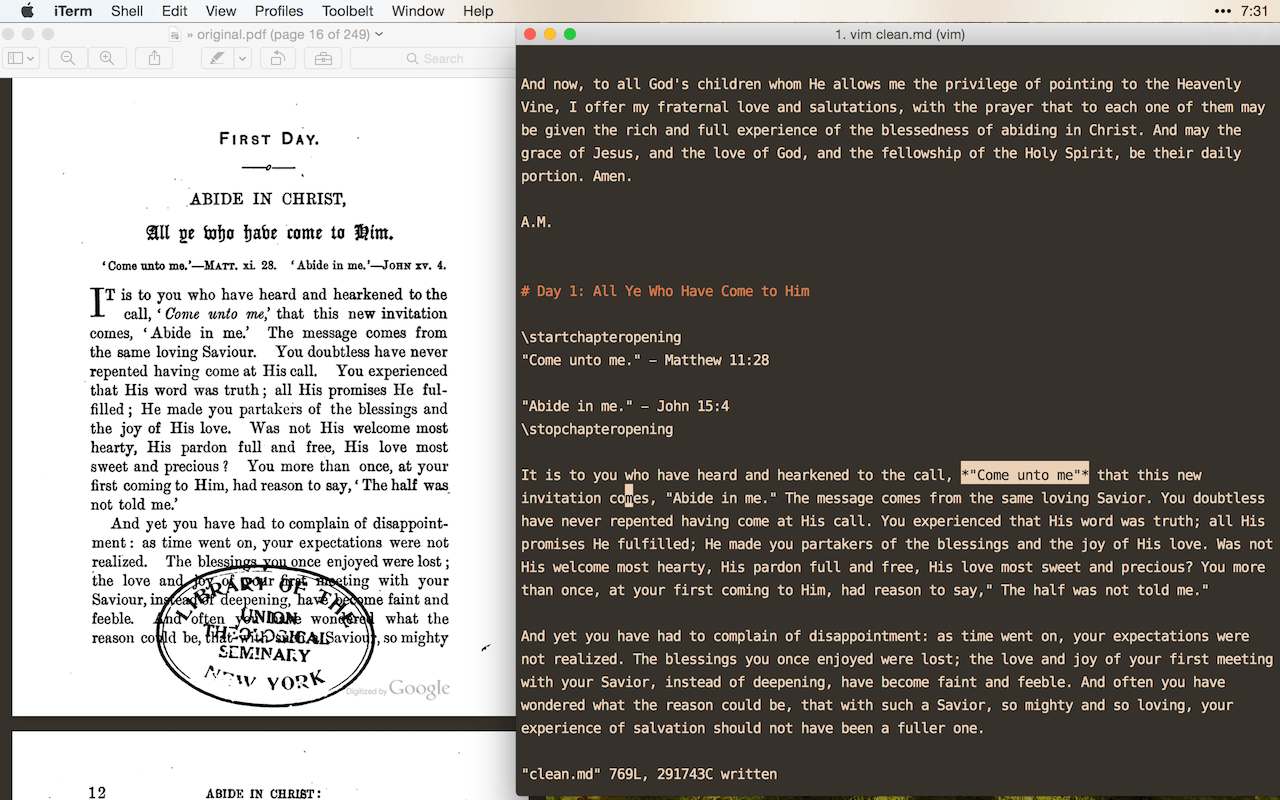 iTerm Shell Edit View Profiles Toolbelt Window Help ••• 7:31
» original.pdf (page 16 of 249)
Search
FIRST DAY.
ABIDE IN CHRIST,
All ye who have come to Him.
‘Come unto me.’—MATT. xi. 28. ‘Abide in me.’—JOHN xv. 4.
IT is to you who have heard and hearkened to the
call, ‘Come unto me,’ that this new invitation
comes, ‘Abide in me.’ The message comes from
the same loving Saviour. You doubtless have never
repented having come at His call. You experienced
that His word was truth; all His promises He ful-
filled; He made you partakers of the blessings and
the joy of His love. Was not His welcome most
hearty, His pardon full and free, His love most
sweet and precious? You more than once, at your
first coming to Him, had reason to say, ‘The half was
not told me.’
And yet you have had to complain of disappoint-
ment: as time went on, your expectations were not
realized. The blessings you once enjoyed were lost;
the love and joy of your first meeting with your
Saviour, instead of deepening, have become faint and
feeble. And often you have wondered what the
reason could be, that with such a Saviour, so mighty
LIBRARY OF THE
UNION
THEOLOGICAL
SEMINARY
NEW YORK
Digitized by Google
12 ABIDE IN CHRIST:
1. vim clean.md (vim)
And now, to all God's children whom He allows me the privilege of pointing to the Heavenly
Vine, I offer my fraternal love and salutations, with the prayer that to each one of them may
be given the rich and full experience of the blessedness of abiding in Christ. And may the
grace of Jesus, and the love of God, and the fellowship of the Holy Spirit, be their daily
portion. Amen.
A.M.
# Day 1: All Ye Who Have Come to Him
\startchapteropening
"Come unto me." – Matthew 11:28
"Abide in me." – John 15:4
\stopchapteropening
It is to you who have heard and hearkened to the call, *"Come unto me"* that this new
invitation comes, "Abide in me." The message comes from the same loving Savior. You doubtless
have never repented having come at His call. You experienced that His word was truth; all His
promises He fulfilled; He made you partakers of the blessings and the joy of His love. Was not
His welcome most hearty, His pardon full and free, His love most sweet and precious? You more
than once, at your first coming to Him, had reason to say," The half was not told me."
And yet you have had to complain of disappointment: as time went on, your expectations were
not realized. The blessings you once enjoyed were lost; the love and joy of your first meeting
with your Savior, instead of deepening, have become faint and feeble. And often you have
wondered what the reason could be, that with such a Savior, so mighty and so loving, your
experience of salvation should not have been a fuller one.
"clean.md" 769L, 291743C written